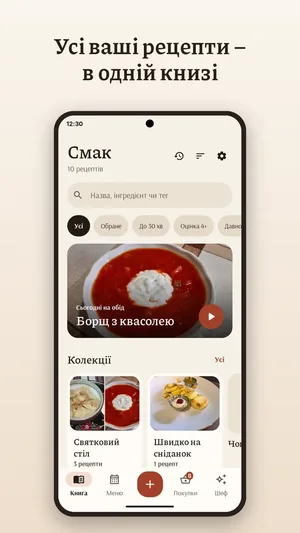 Усі ваші рецепти –
в одній книзі
12:30
Смак
10 рецептів
Назва, інгредієнт чи тег
Усі
Обране
До 30 хв
Оцінка 4+
Давно
Сьогодні на обід
Борщ з квасолею
Колекції
Усі
Святковий
стіл
3 рецепти
Швидко на
сніданок
1 рецепт
Чог
Книга
Меню
Покупки
Шеф